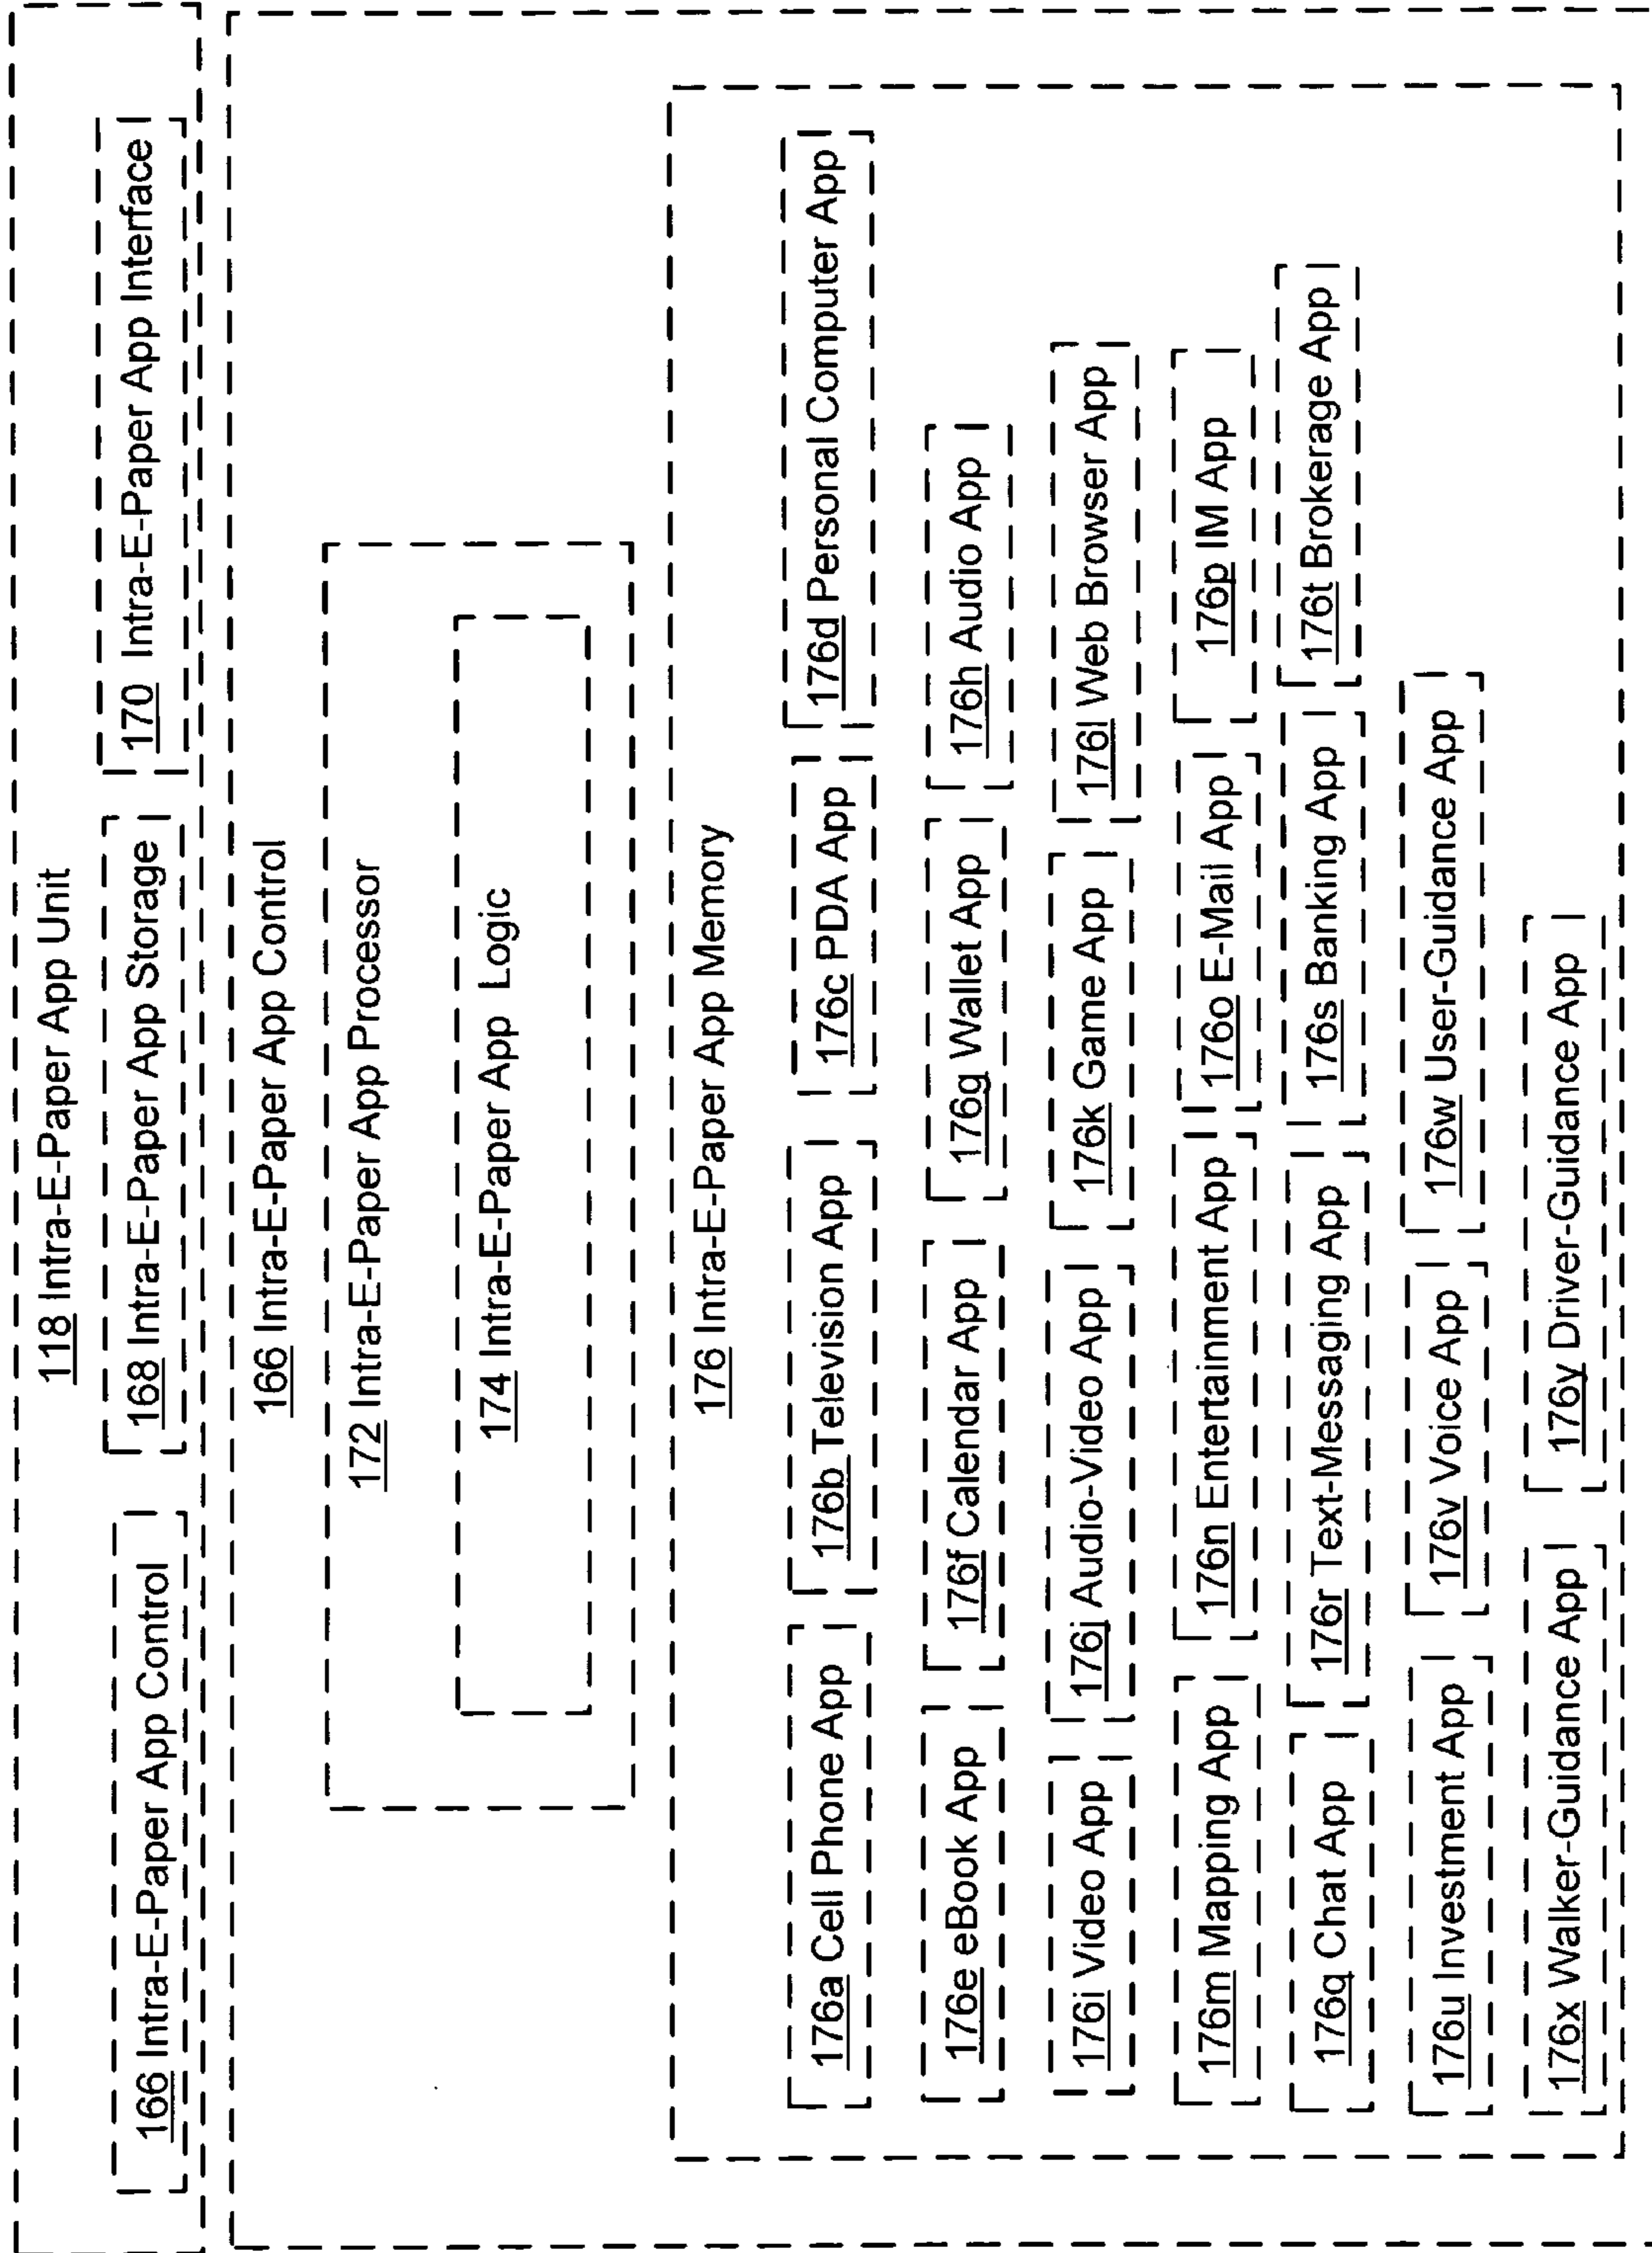 118 Intra-E-Paper App Unit
166 Intra-E-Paper App Control
168 Intra-E-Paper App Storage
170 Intra-E-Paper App Interface
166 Intra-E-Paper App Control
172 Intra-E-Paper App Processor
174 Intra-E-Paper App Logic
176 Intra-E-Paper App Memory
176a Cell Phone App
176b Television App
176c PDA App
176d Personal Computer App
176e eBook App
176f Calendar App
176g Wallet App
176h Audio App
176i Video App
176j Audio-Video App
176k Game App
176l Web Browser App
176m Mapping App
176n Entertainment App
176o E-Mail App
176p IM App
176q Chat App
176r Text-Messaging App
176s Banking App
176t Brokerage App
176u Investment App
176v Voice App
176w User-Guidance App
176x Walker-Guidance App
176y Driver-Guidance App